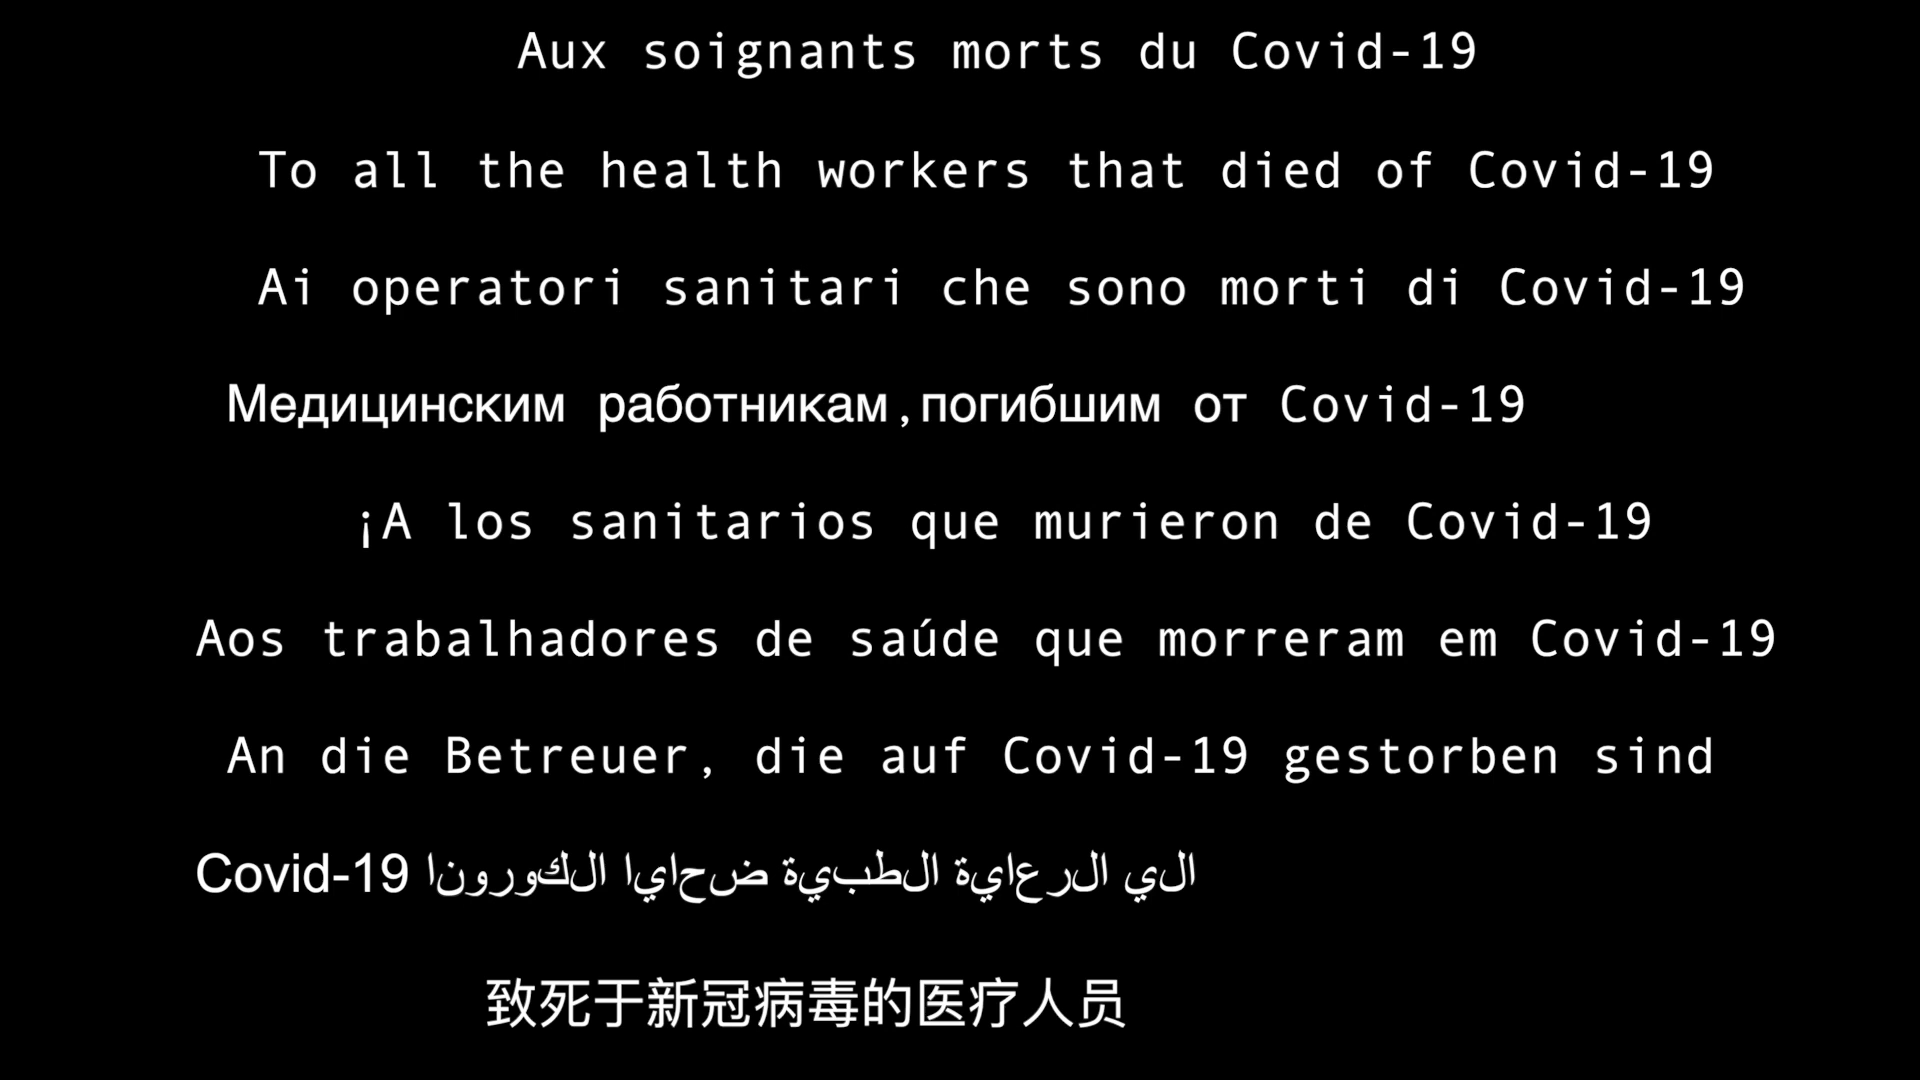 Aux soignants morts du Covid-19
To all the health workers that died of Covid-19
Ai operatori sanitari che sono morti di Covid-19
Медицинским работникам,погибшим от Covid-19
¡A los sanitarios que murieron de Covid-19
Aos trabalhadores de saúde que morreram em Covid-19
An die Betreuer, die auf Covid-19 gestorben sind
الي الرعاية الطبية ضحايا الكورونا Covid-19
致死于新冠病毒的医疗人员